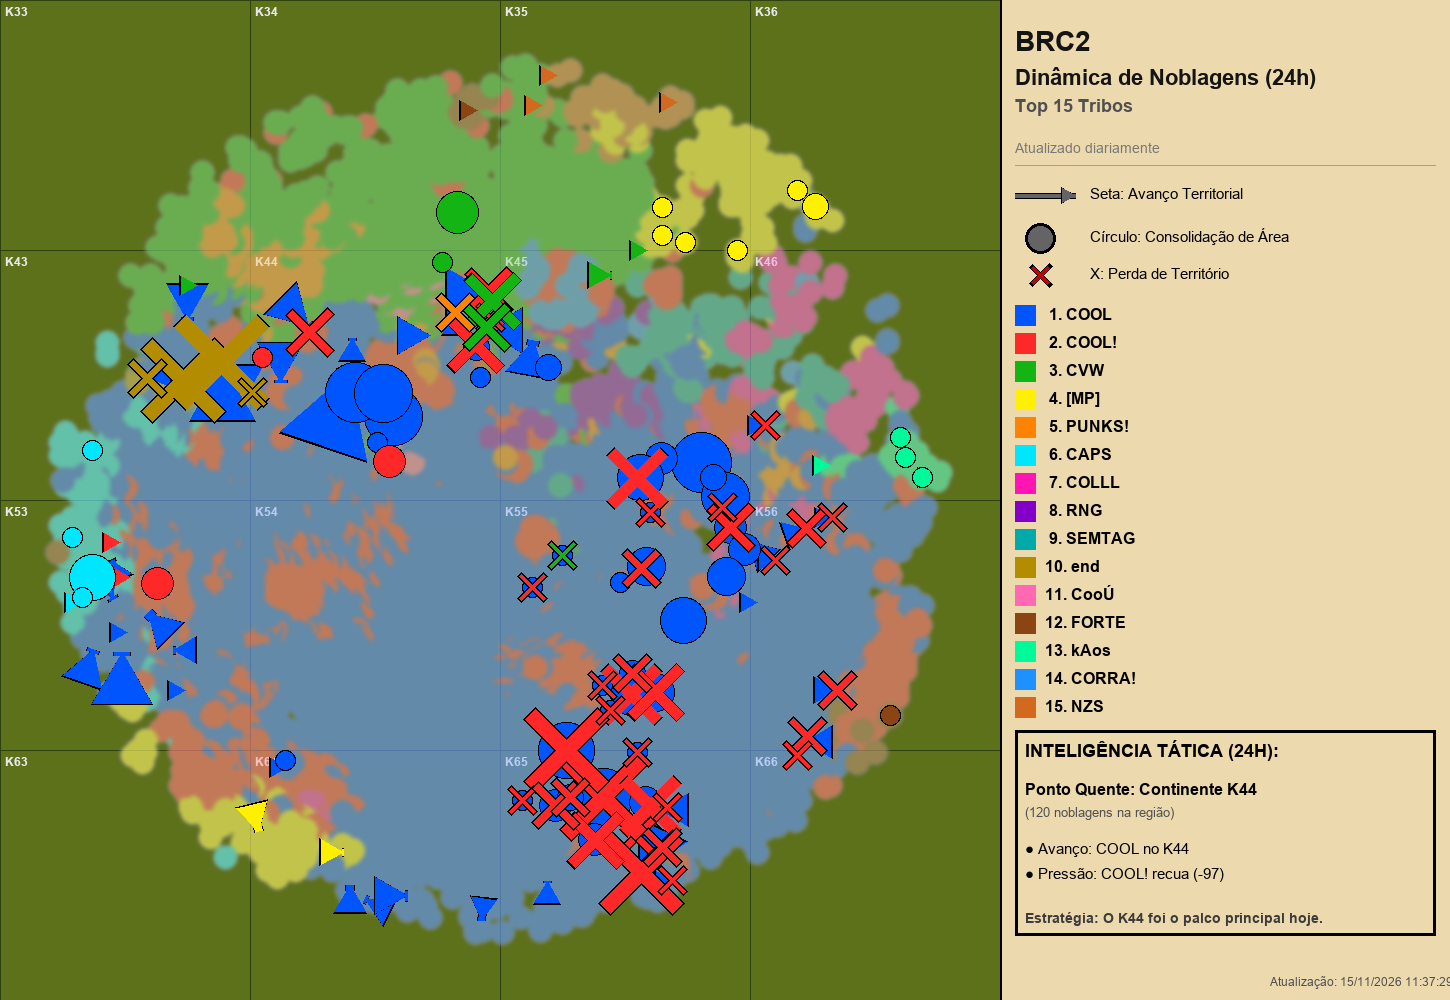 K33
K34
K35
K36
K43
K44
K45
K46
K53
K54
K55
K56
K63
K65
K66
BRC2
Dinâmica de Noblagens (24h)
Top 15 Tribos
Atualizado diariamente
Seta: Avanço Territorial
Círculo: Consolidação de Área
X: Perda de Território
1. COOL
2. COOL!
3. CVW
4. [MP]
5. PUNKS!
6. CAPS
7. COLLL
8. RNG
9. SEMTAG
10. end
11. CooÚ
12. FORTE
13. kAos
14. CORRA!
15. NZS
INTELIGÊNCIA TÁTICA (24H):
Ponto Quente: Continente K44
(120 noblagens na região)
● Avanço: COOL no K44
● Pressão: COOL! recua (-97)
Estratégia: O K44 foi o palco principal hoje.
Atualização: 15/11/2026 11:37:29